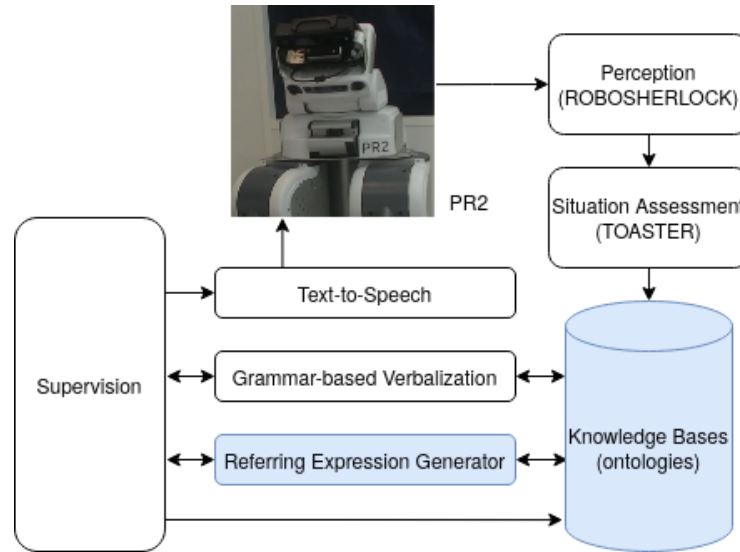 Perception
(ROBOSHERLOCK)
PR2
PR2
Situation Assessment
(TOASTER)
Text-to-Speech
Supervision
Grammar-based Verbalization
Referring Expression Generator
Knowledge Bases
(ontologies)